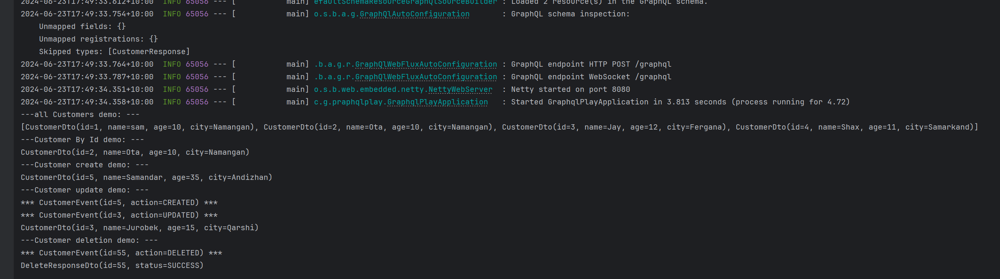 2024-06-23T17:49:33.612+10:00  INFO 65056 --- [           main] efaultSchemaResourceGraphQlSourceBuilder : Loaded 2 resource(s) in the GraphQL schema.
2024-06-23T17:49:33.754+10:00  INFO 65056 --- [           main] o.s.b.a.g.GraphQlAutoConfiguration       : GraphQL schema inspection:
    Unmapped fields: {}
    Unmapped registrations: {}
    Skipped types: [CustomerResponse]
2024-06-23T17:49:33.764+10:00  INFO 65056 --- [           main] .b.a.g.r.GraphQlWebFluxAutoConfiguration : GraphQL endpoint HTTP POST /graphql
2024-06-23T17:49:33.787+10:00  INFO 65056 --- [           main] .b.a.g.r.GraphQlWebFluxAutoConfiguration : GraphQL endpoint WebSocket /graphql
2024-06-23T17:49:34.351+10:00  INFO 65056 --- [           main] o.s.b.web.embedded.netty.NettyWebServer  : Netty started on port 8080
2024-06-23T17:49:34.358+10:00  INFO 65056 --- [           main] c.g.praphqlplay.GraphqlPlayApplication   : Started GraphqlPlayApplication in 3.813 seconds (process running for 4.72)
---all Customers demo: ---
[CustomerDto(id=1, name=sam, age=10, city=Namangan), CustomerDto(id=2, name=Ota, age=10, city=Namangan), CustomerDto(id=3, name=Jay, age=12, city=Fergana), CustomerDto(id=4, name=Shax, age=11, city=Samarkand)]
---Customer By Id demo: ---
CustomerDto(id=2, name=Ota, age=10, city=Namangan)
---Customer create demo: ---
CustomerDto(id=5, name=Samandar, age=35, city=Andizhan)
---Customer update demo: ---
*** CustomerEvent(id=5, action=CREATED) ***
*** CustomerEvent(id=3, action=UPDATED) ***
CustomerDto(id=3, name=Jurobek, age=15, city=Qarshi)
---Customer deletion demo: ---
*** CustomerEvent(id=55, action=DELETED) ***
DeleteResponseDto(id=55, status=SUCCESS)